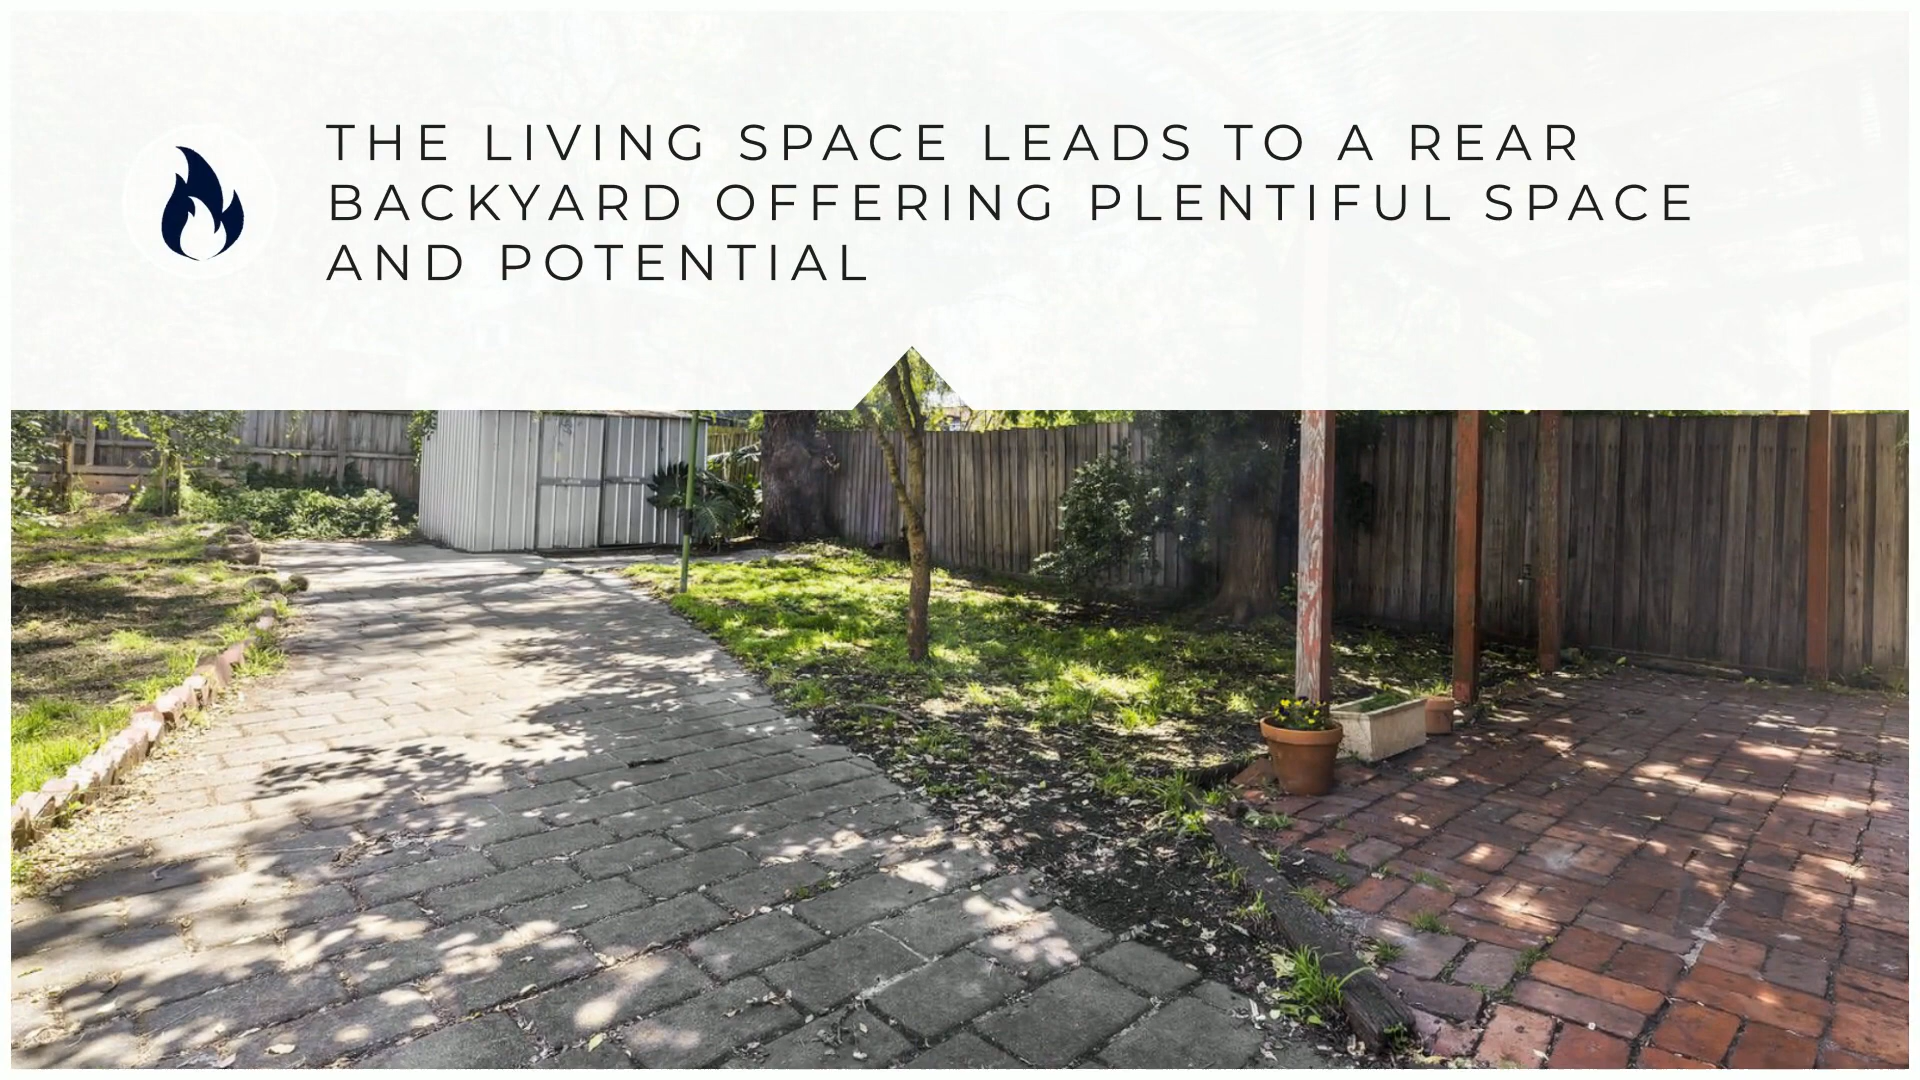 THE LIVING SPACE LEADS TO A REAR
BACKYARD OFFERING PLENTIFUL SPACE
AND POTENTIAL